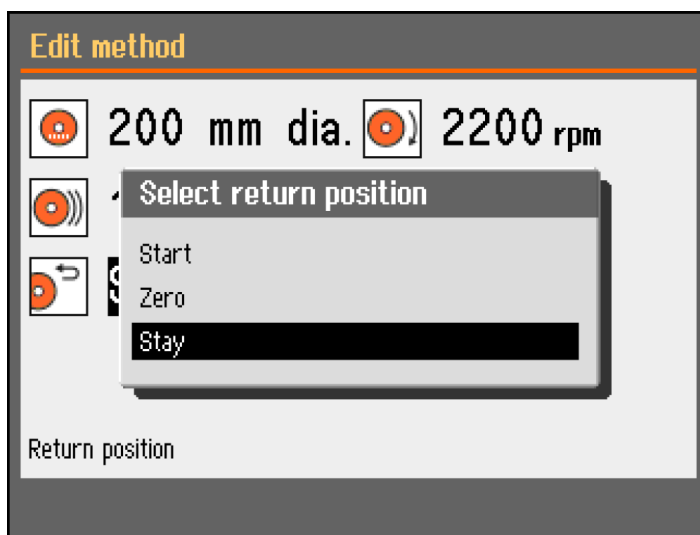 Edit method
200 mm dia. 2200 rpm
Select return position
Start
Zero
Stay
Return position